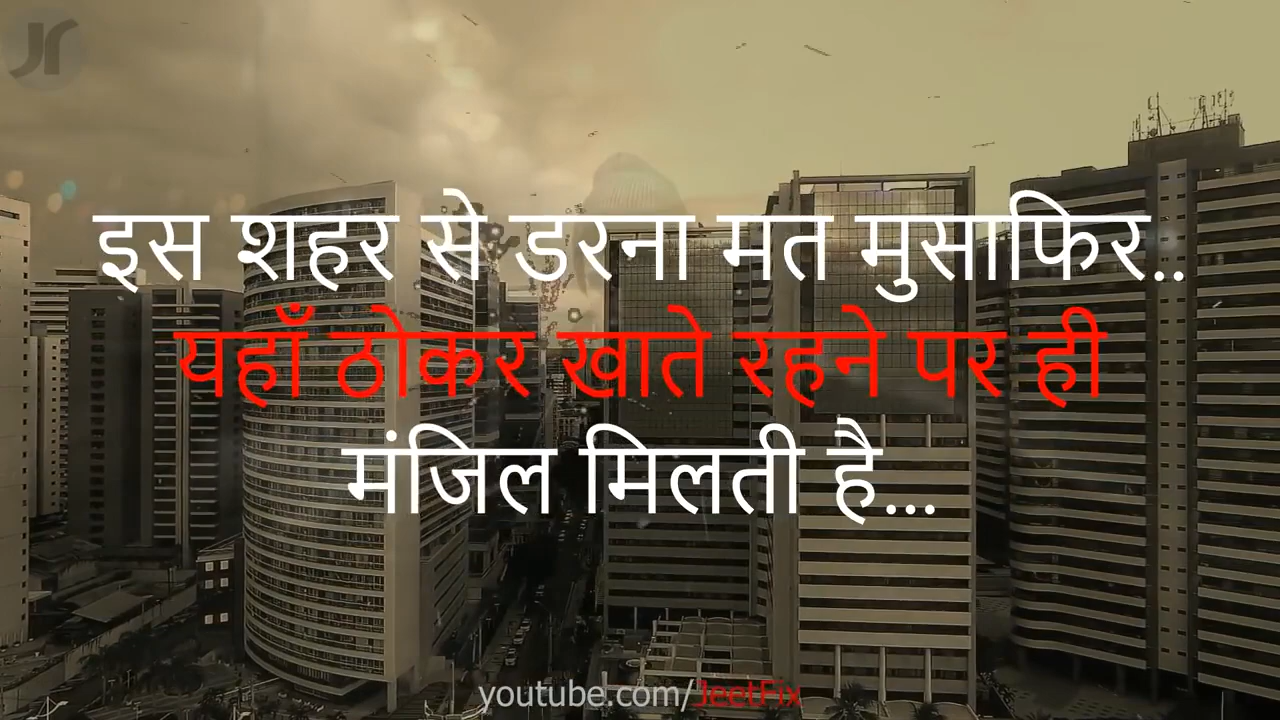 इस शहर से डरना मत मुसाफिर..
यहाँ ठोकर खाते रहने पर ही
मंजिल मिलती है...
youtube.com/JeetFix